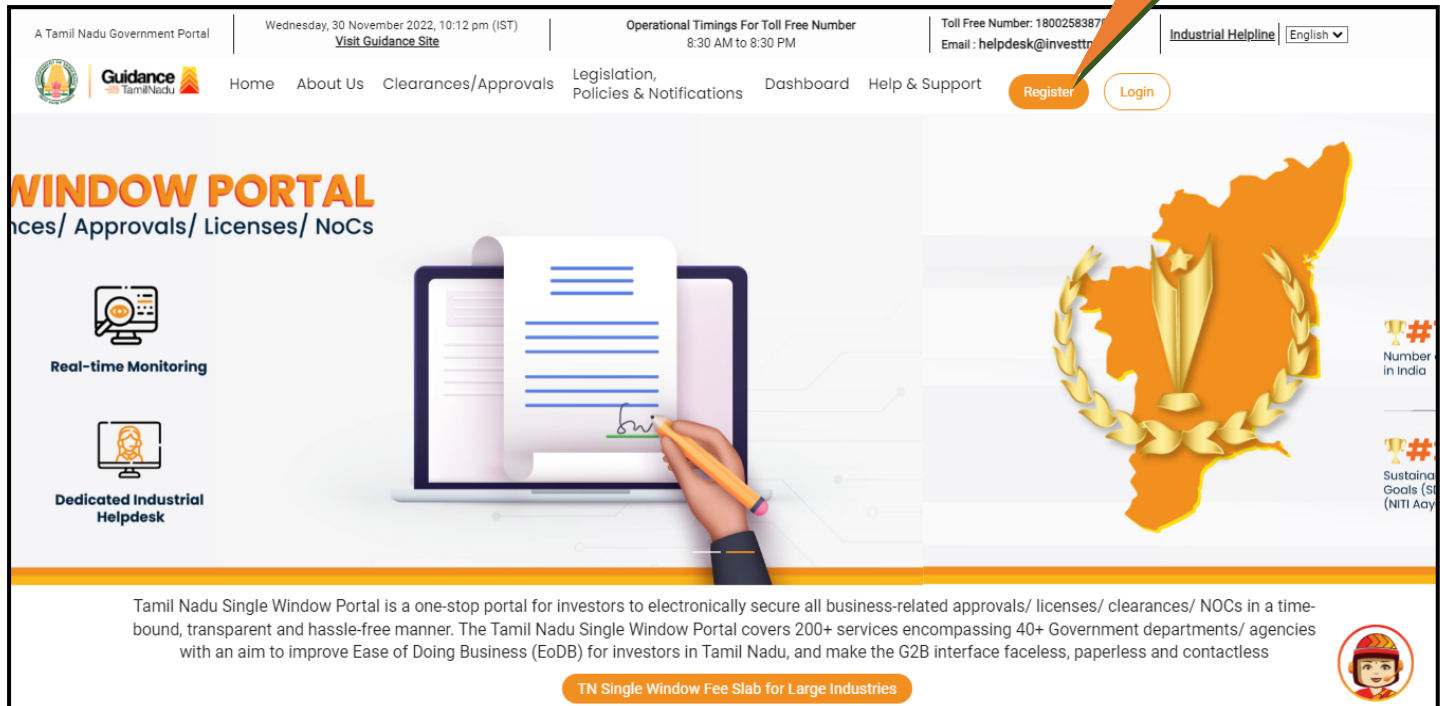 A Tamil Nadu Government Portal
Wednesday, 30 November 2022, 10:12 pm (IST)
Visit Guidance Site
Operational Timings For Toll Free Number
8:30 AM to 8:30 PM
Toll Free Number:
Email :
Industrial Helpline
English
Guidance
TamilNadu
Home
About Us
Clearances/Approvals
Legislation,
Policies & Notifications
Dashboard
Help & Support
Register
Login
WINDOW PORTAL
Approvals/ Licenses/ NoCs
Real-time Monitoring
Dedicated Industrial
Helpdesk
Number
in India
Goals
(NITI
Tamil Nadu Single Window Portal is a one-stop portal for investors to electronically secure all business-related approvals/ licenses/ clearances/ NOCs in a time-
bound, transparent and hassle-free manner. The Tamil Nadu Single Window Portal covers 200+ services encompassing 40+ Government departments/ agencies
with an aim to improve Ease of Doing Business (EoDB) for investors in Tamil Nadu, and make the G2B interface faceless, paperless and contactless
TN Single Window Fee Slab for Large Industries